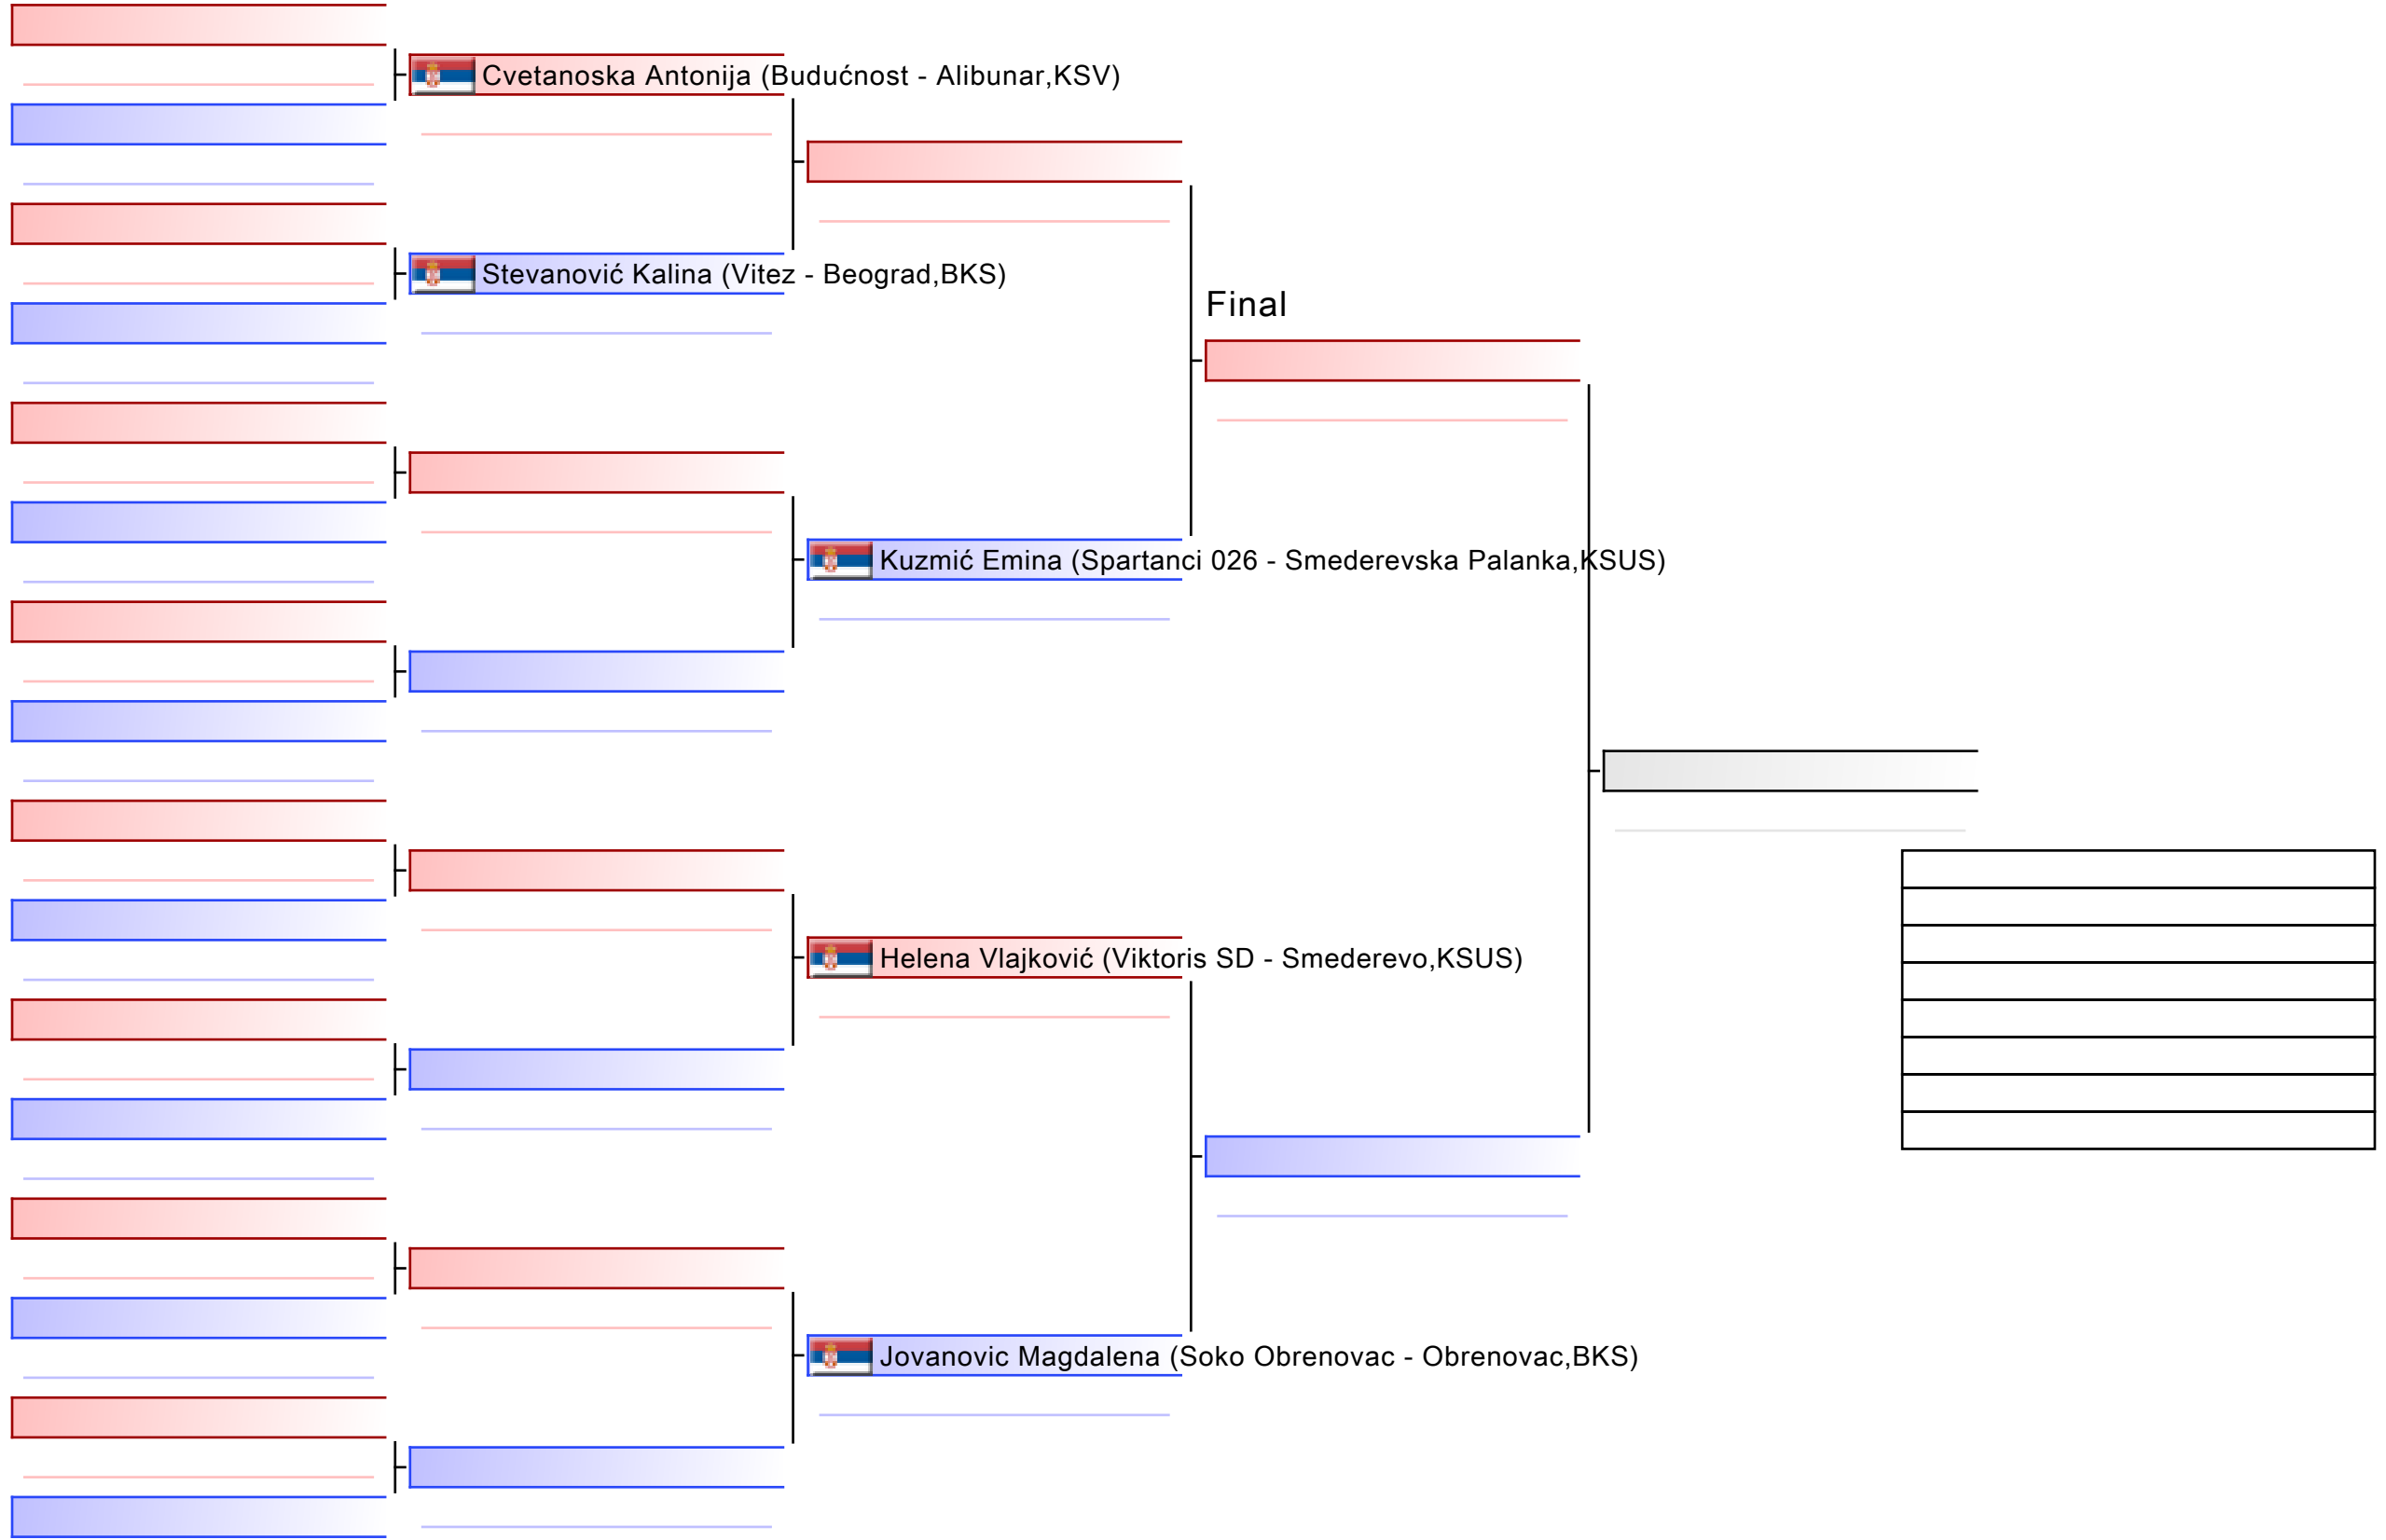 Cvetanoska Antonija (Budućnost - Alibunar,KSV)
Stevanović Kalina (Vitez - Beograd,BKS)
Final
Kuzmić Emina (Spartanci 026 - Smederevska Palanka,KSUS)
Helena Vlajković (Viktoris SD - Smederevo,KSUS)
Jovanovic Magdalena (Soko Obrenovac - Obrenovac,BKS)